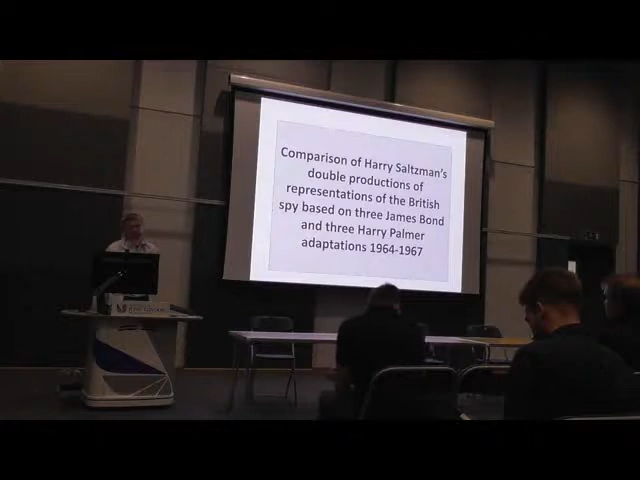 Comparison of Harry Saltzman's
double productions of
representations of the British
spy based on three James Bond
and three Harry Palmer
adaptations 1964-1967